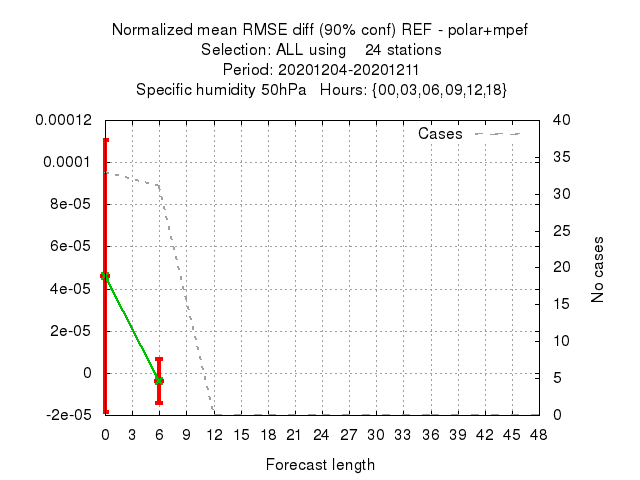 Normalized mean RMSE diff (90% conf) REF - polar+mpef
Selection: ALL using    24 stations
Period: 20201204-20201211
Specific humidity 50hPa   Hours: {00,03,06,09,12,18}
Cases
0.00012
0.0001
8e-05
6e-05
4e-05
2e-05
0
-2e-05
40
35
30
25
20
15
10
5
0
No cases
0 3 6 9 12 15 18 21 24 27 30 33 36 39 42 45 48
Forecast length